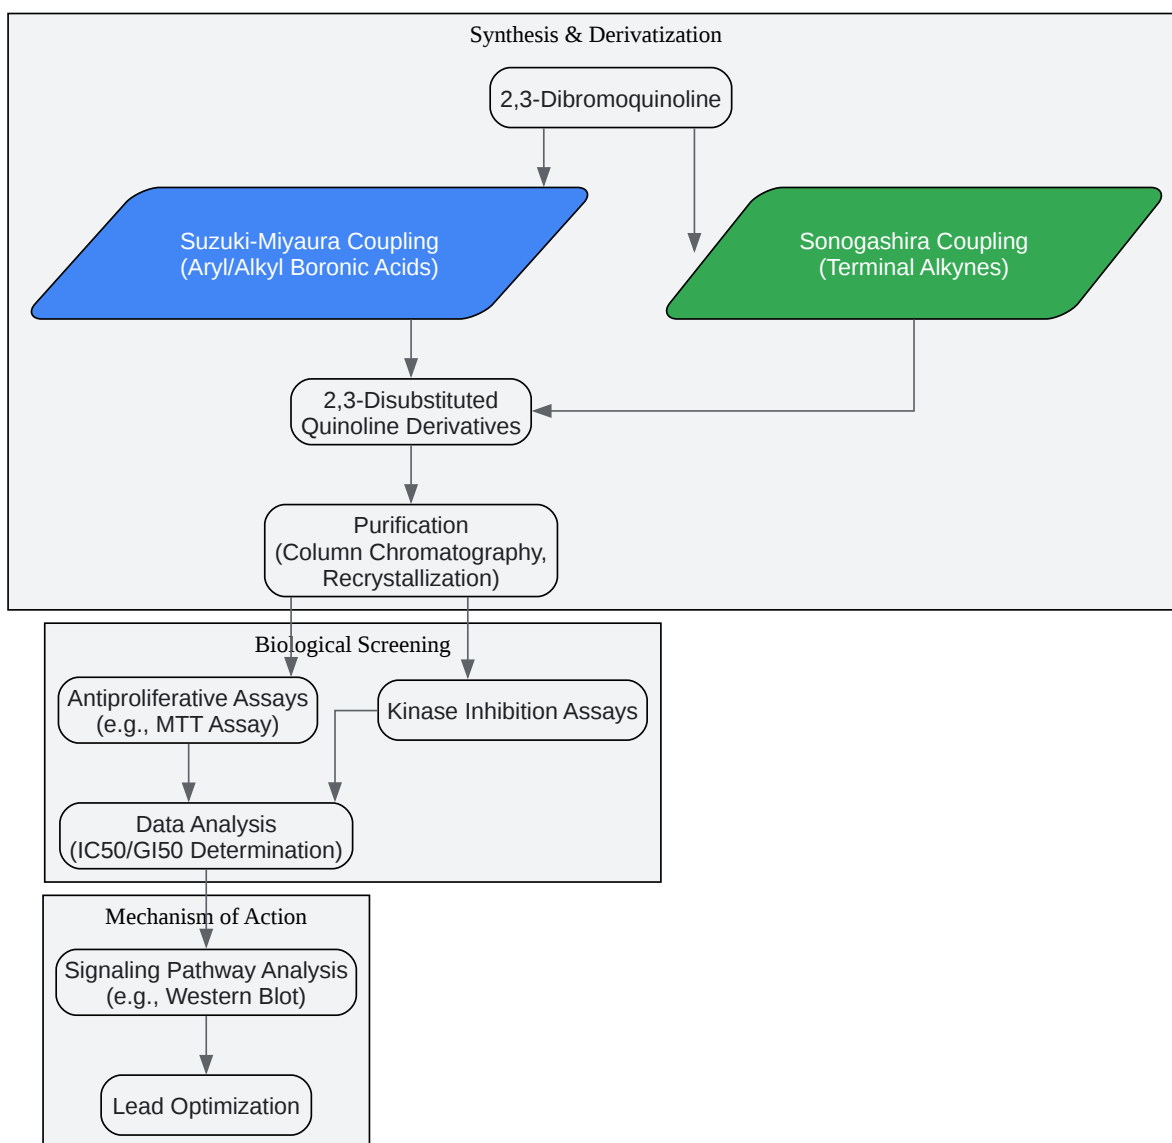 Synthesis & Derivatization
2,3-Dibromoquinoline
Suzuki-Miyaura Coupling
(Aryl/Alkyl Boronic Acids)
Sonogashira Coupling
(Terminal Alkynes)
2,3-Disubstituted
Quinoline Derivatives
Purification
(Column Chromatography,
Recrystallization)
Biological Screening
Antiproliferative Assays
(e.g., MTT Assay)
Kinase Inhibition Assays
Data Analysis
(IC50/GI50 Determination)
Mechanism of Action
Signaling Pathway Analysis
(e.g., Western Blot)
Lead Optimization